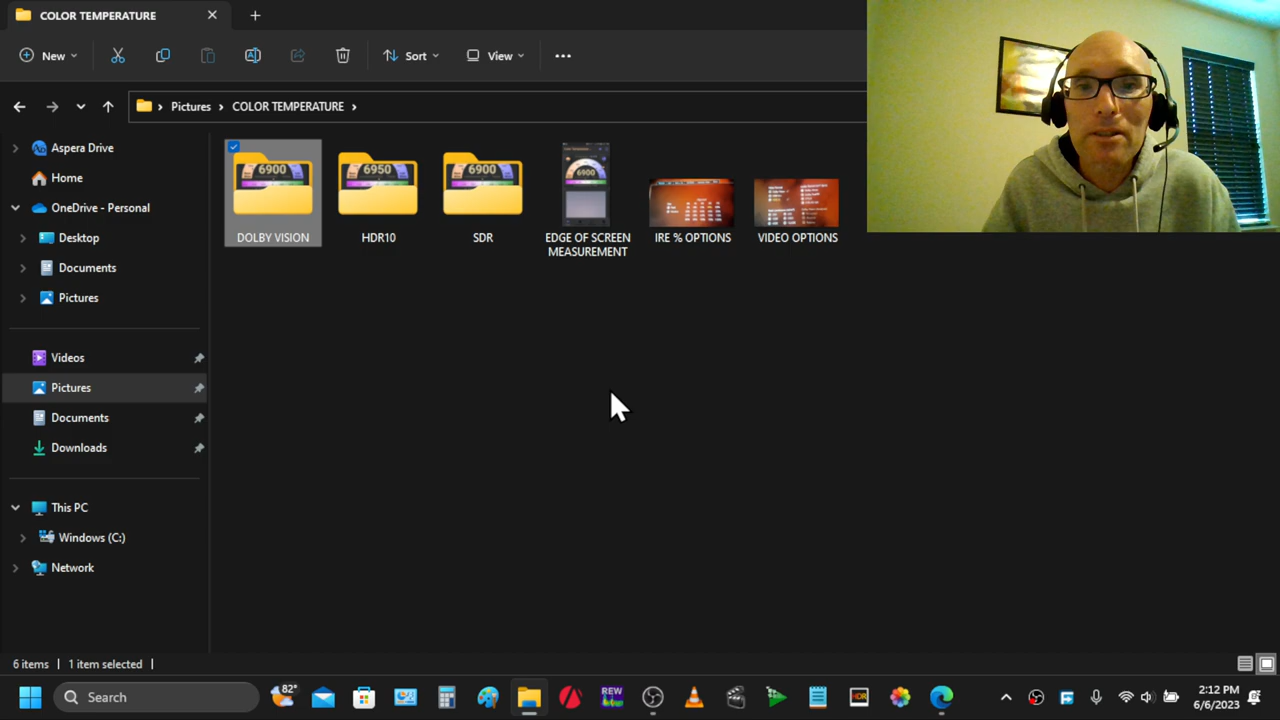 COLOR TEMPERATURE
New
Sort
View
Pictures
COLOR TEMPERATURE
Aspera Drive
Home
OneDrive - Personal
Desktop
Documents
Pictures
Videos
Pictures
Documents
Downloads
This PC
Windows (C:)
Network
6900
6950
6900
6900
DOLBY VISION
HDR10
SDR
EDGE OF SCREEN
MEASUREMENT
IRE % OPTIONS
VIDEO OPTIONS
6 items
1 item selected
Search
82°
REW
HDR
2:12 PM
6/6/2023